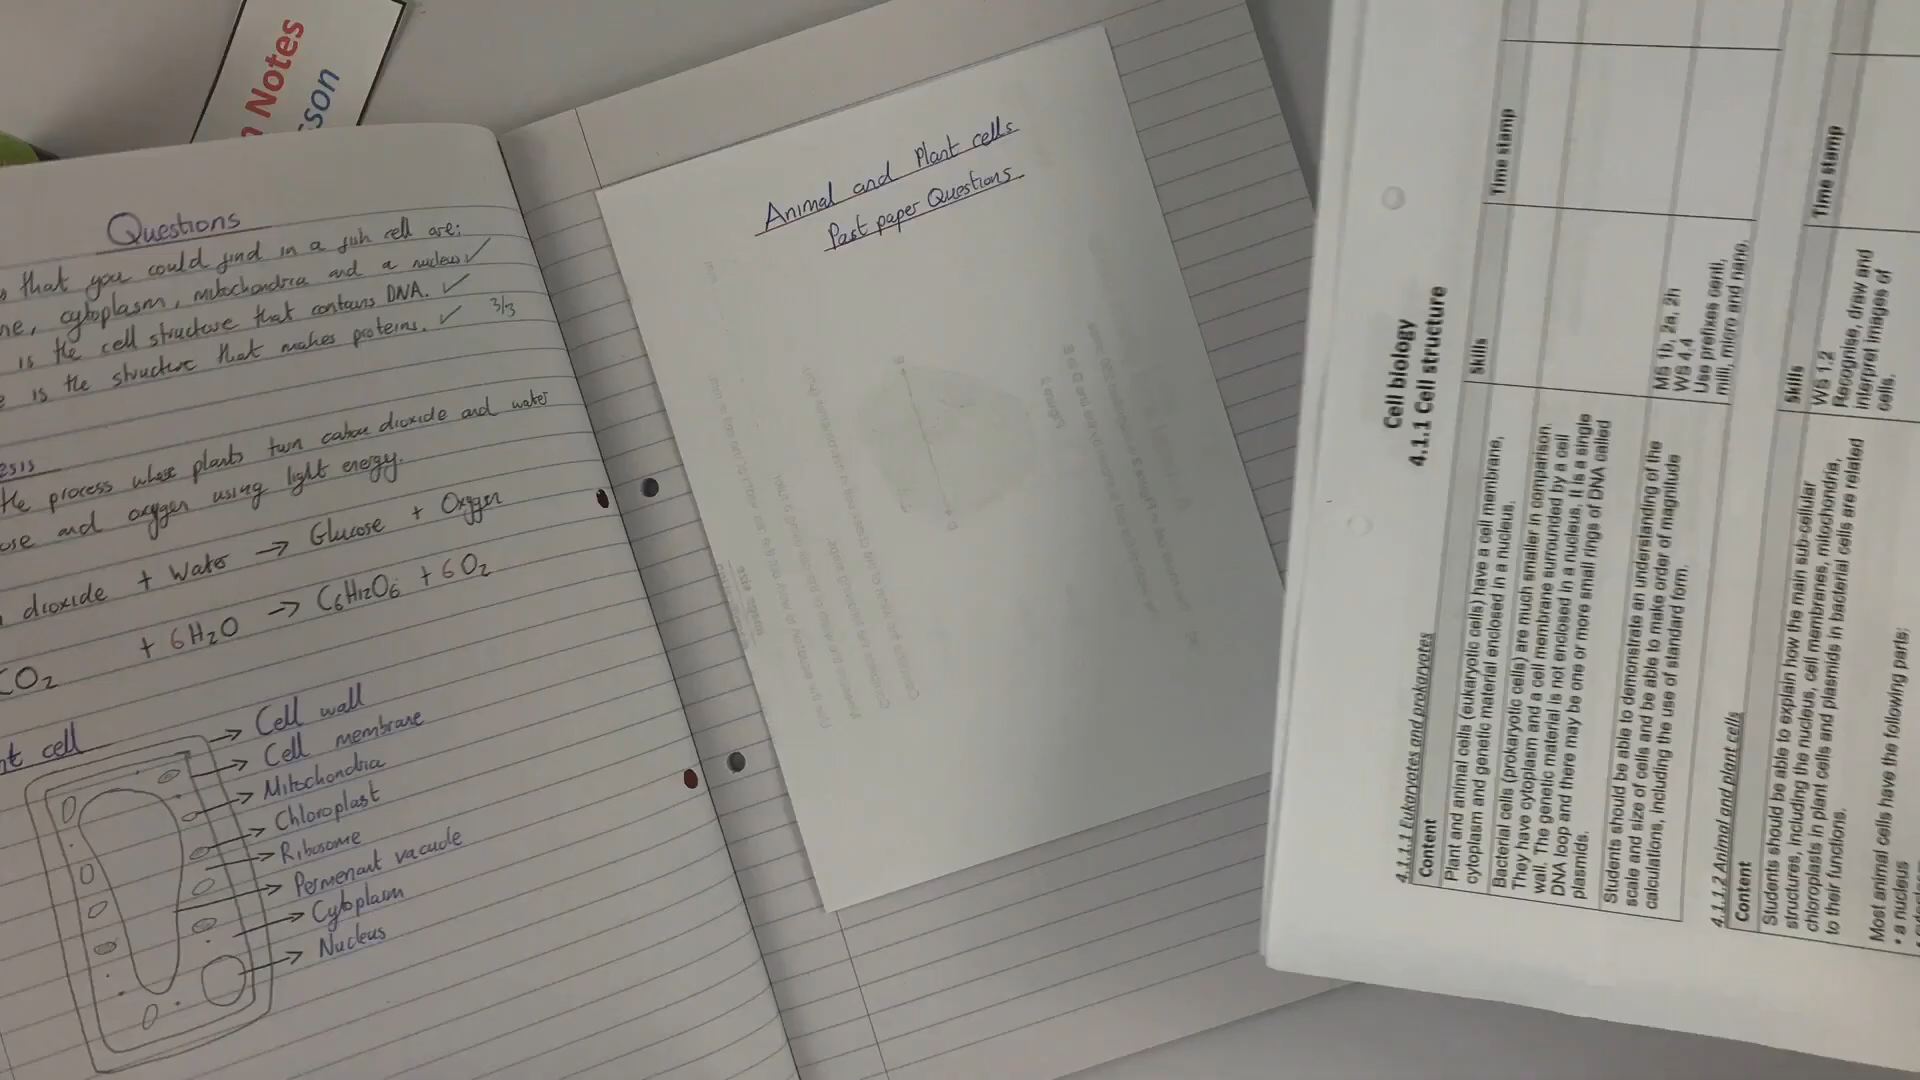 Notes
sson
Questions
that you could find in a fish cell are:
cytoplasm, mitochondria and a nucleus ✓
is the cell structure that contains DNA. ✓
is the structure that makes proteins. ✓ 3/3
the process where plants turn carbon dioxide and water
and oxygen using light energy.
dioxide + Water → Glucose + Oxygen
CO2 + 6H2O → C6H12O6 + 6O2
cell
Cell wall
Cell membrane
Mitochondria
Chloroplast
Ribosome
Permenant vacuole
Cytoplasm
Nucleus
Animal and Plant cells
Past paper Questions
Cell biology
4.1.1 Cell structure
4.1.1.1 Eukaryotes and prokaryotes
Content Skills Time stamp
Plant and animal cells (eukaryotic cells) have a cell membrane,
cytoplasm and genetic material enclosed in a nucleus.
Bacterial cells (prokaryotic cells) are much smaller in comparison.
They have cytoplasm and a cell membrane surrounded by a cell
wall. The genetic material is not enclosed in a nucleus. It is a single
DNA loop and there may be one or more small rings of DNA called
plasmids.
Students should be able to demonstrate an understanding of the
scale and size of cells and be able to make order of magnitude
calculations, including the use of standard form.
MS 1b, 2a, 2h
WS 4.4
Use prefixes centi,
milli, micro and nano.
4.1.1.2 Animal and plant cells
Content Skills Time stamp
Students should be able to explain how the main sub-cellular
structures, including the nucleus, cell membranes, mitochondria,
chloroplasts in plant cells and plasmids in bacterial cells are related
to their functions.
WS 1.2
Recognise, draw and
interpret images of
cells.
Most animal cells have the following parts:
• a nucleus